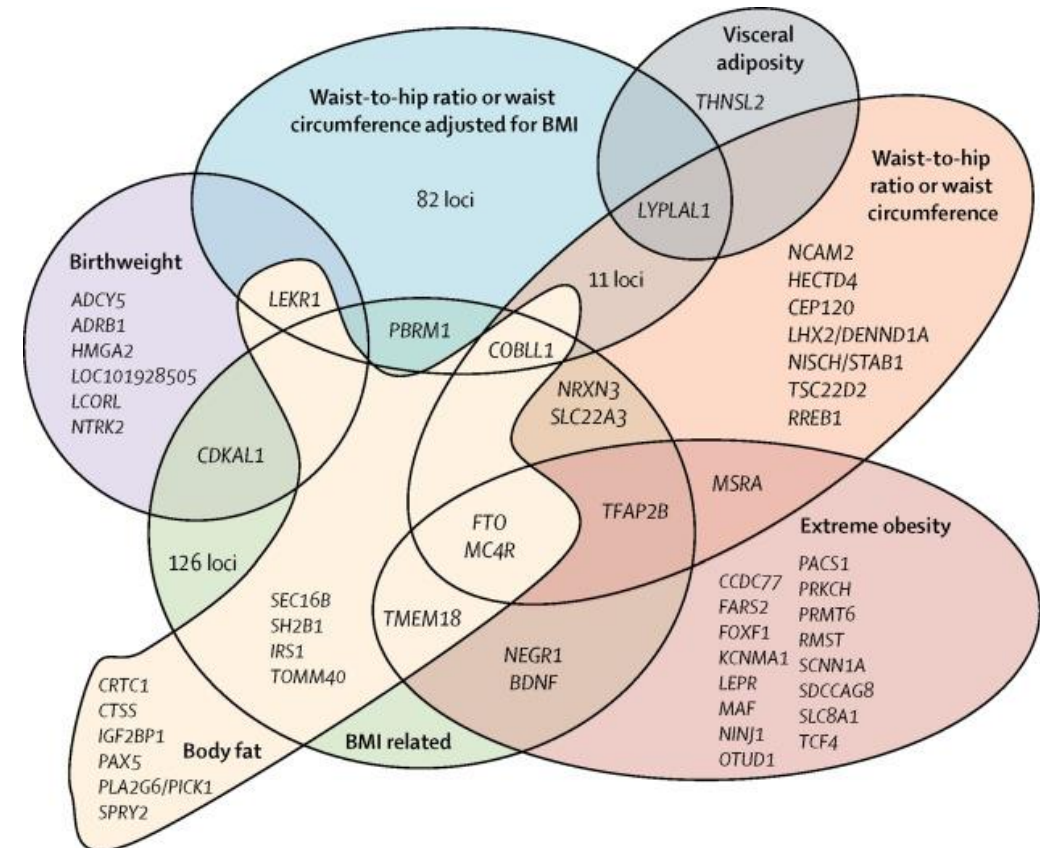 Visceral
adiposity
THNSL2
Waist-to-hip ratio or waist
circumference adjusted for BMI
82 loci
Waist-to-hip
ratio or waist
circumference
LYPLAL1
11 loci
NCAM2
HECTD4
CEP120
LHX2/DENND1A
NISCH/STAB1
TSC22D2
RREB1
Birthweight
ADCY5
ADRB1
HMGA2
LOC101928505
LCORL
NTRK2
LEKR1
PBRM1
COBLL1
NRXN3
SLC22A3
CDKAL1
MSRA
TFAP2B
FTO
MC4R
Extreme obesity
CCDC77
FARS2
FOXF1
KCNMA1
LEPR
MAF
NINJ1
OTUD1
PACS1
PRKCH
PRMT6
RMST
SCNN1A
SDCCAG8
SLC8A1
TCF4
126 loci
SEC16B
SH2B1
IRS1
TOMM40
TMEM18
NEGR1
BDNF
BMI related
Body fat
CRTC1
CTSS
IGF2BP1
PAX5
PLA2G6/PICK1
SPRY2